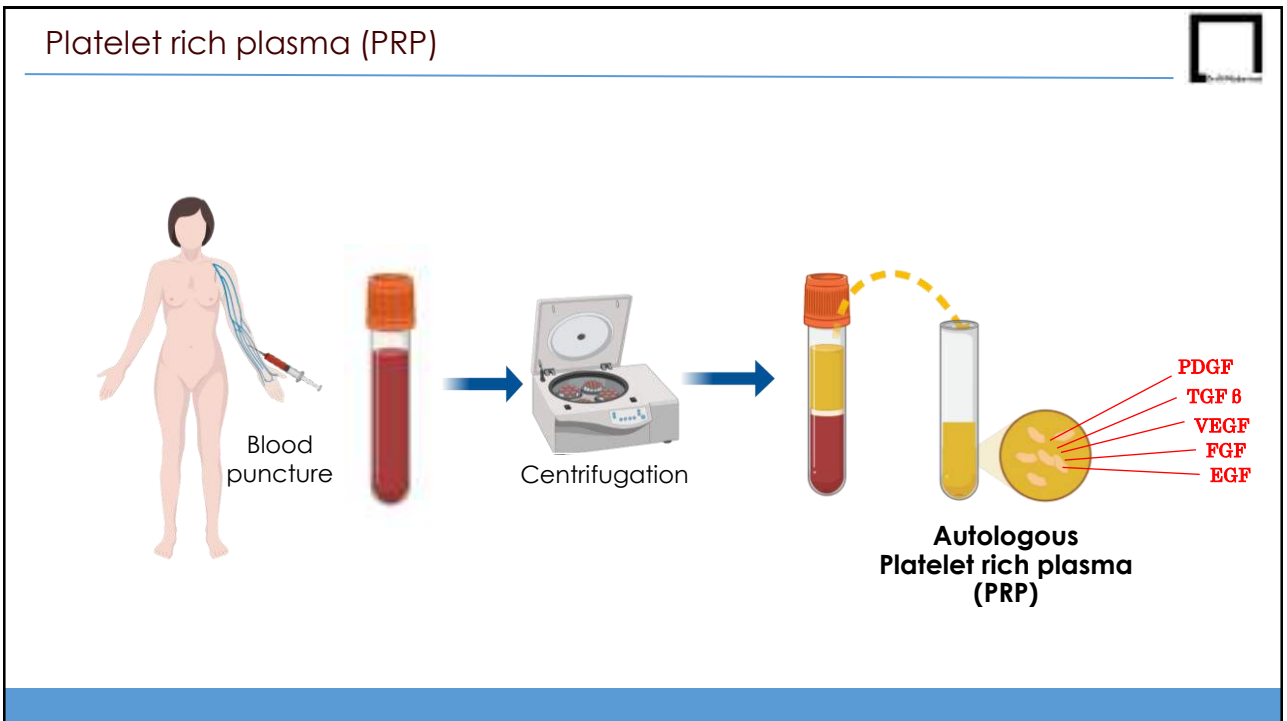 Platelet rich plasma (PRP)
Blood
puncture
Centrifugation
PDGF
TGF β
VEGF
FGF
EGF
Autologous
Platelet rich plasma
(PRP)